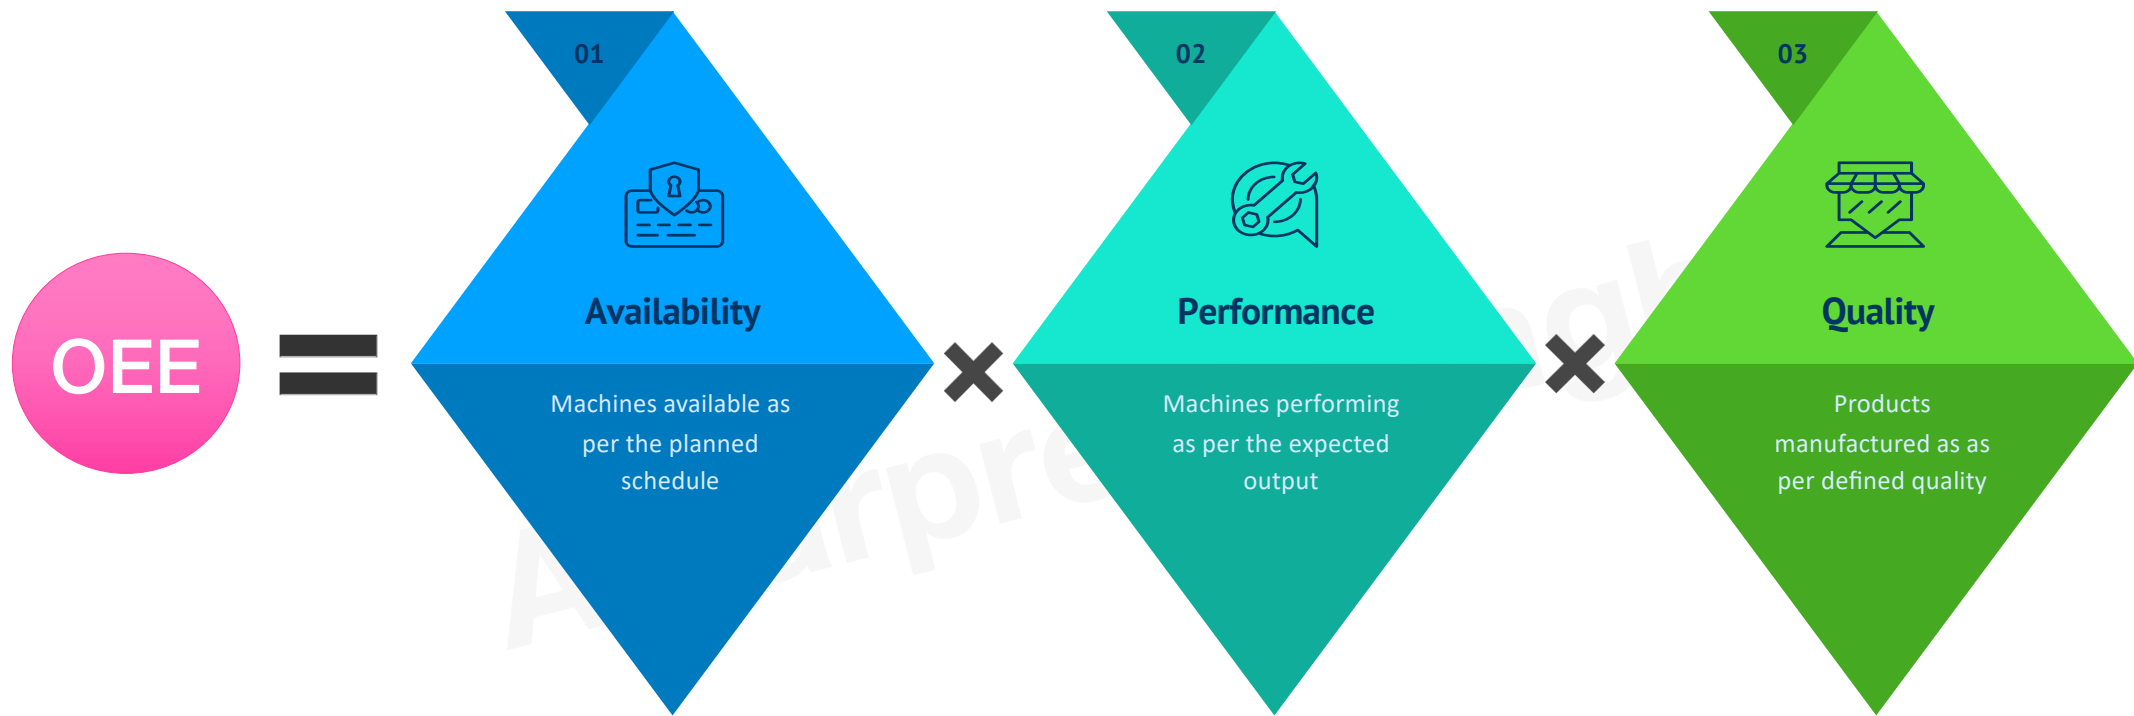 OEE
01
Availability
Machines available as
per the planned
schedule
02
Performance
Machines performing
as per the expected
output
03
Quality
Products
manufactured as as
per defined quality